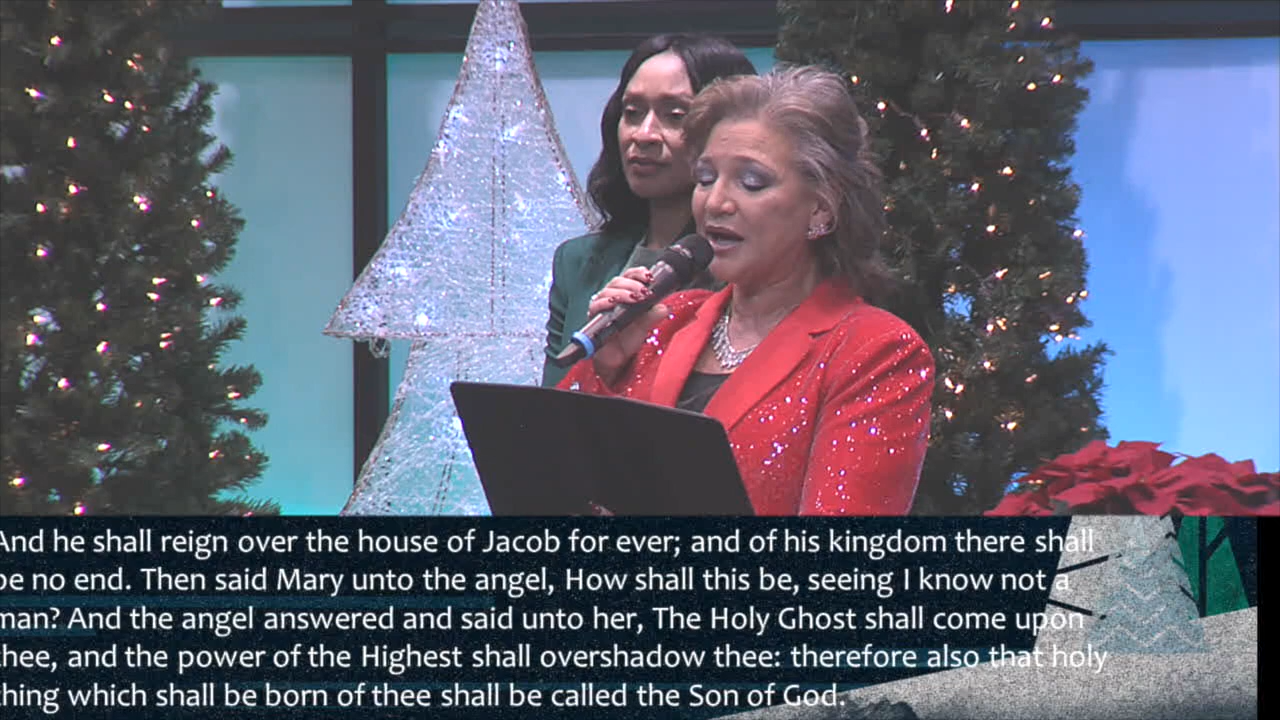 And he shall reign over the house of Jacob for ever; and of his kingdom there shall
be no end. Then said Mary unto the angel, How shall this be, seeing I know not a
man? And the angel answered and said unto her, The Holy Ghost shall come upon
thee, and the power of the Highest shall overshadow thee: therefore also that holy
thing which shall be born of thee shall be called the Son of God.